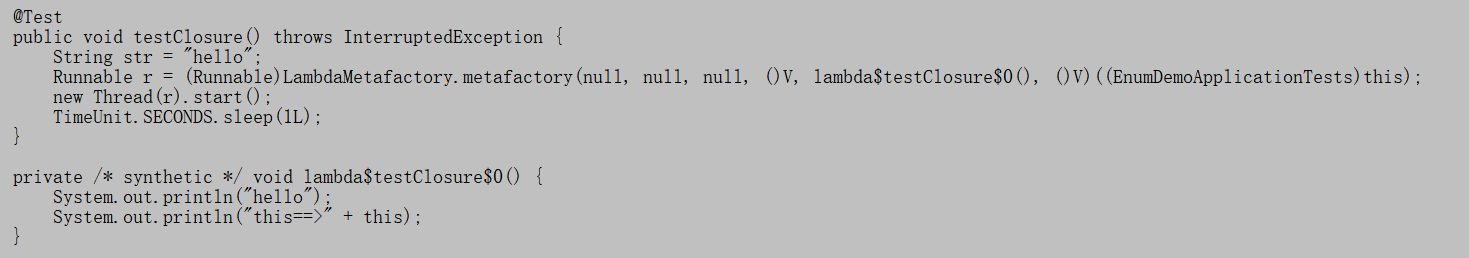 @Test
public void testClosure() throws InterruptedException {
    String str = "hello";
    Runnable r = (Runnable)LambdaMetafactory.metafactory(null, null, null, ()V, lambda$testClosure$0(), ()V)((EnumDemoApplicationTests)this);
    new Thread(r).start();
    TimeUnit.SECONDS.sleep(1L);
}

private /* synthetic */ void lambda$testClosure$0() {
    System.out.println("hello");
    System.out.println("this==>" + this);
}